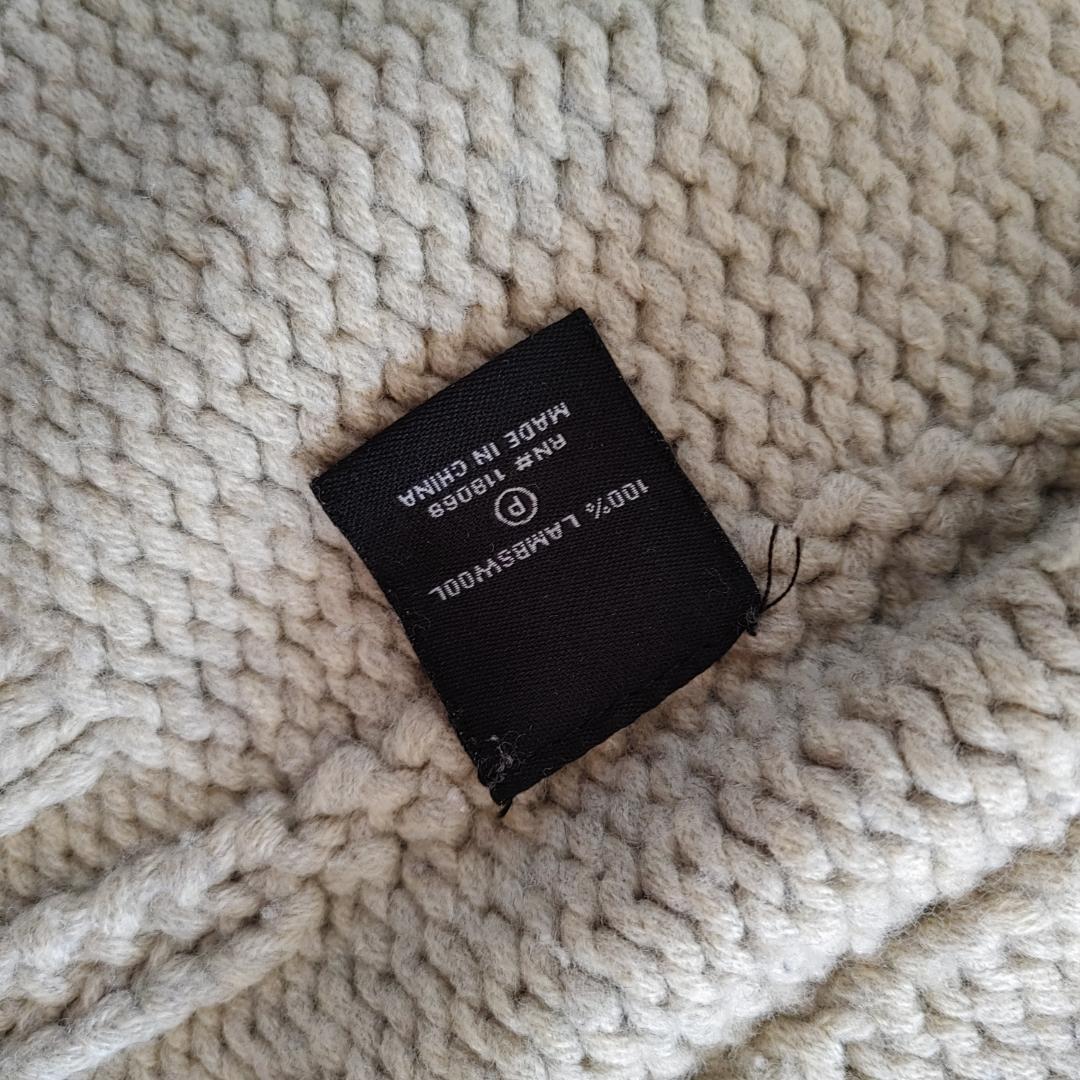 100% LAMBSWOOL
P
RN# 118068
MADE IN CHINA